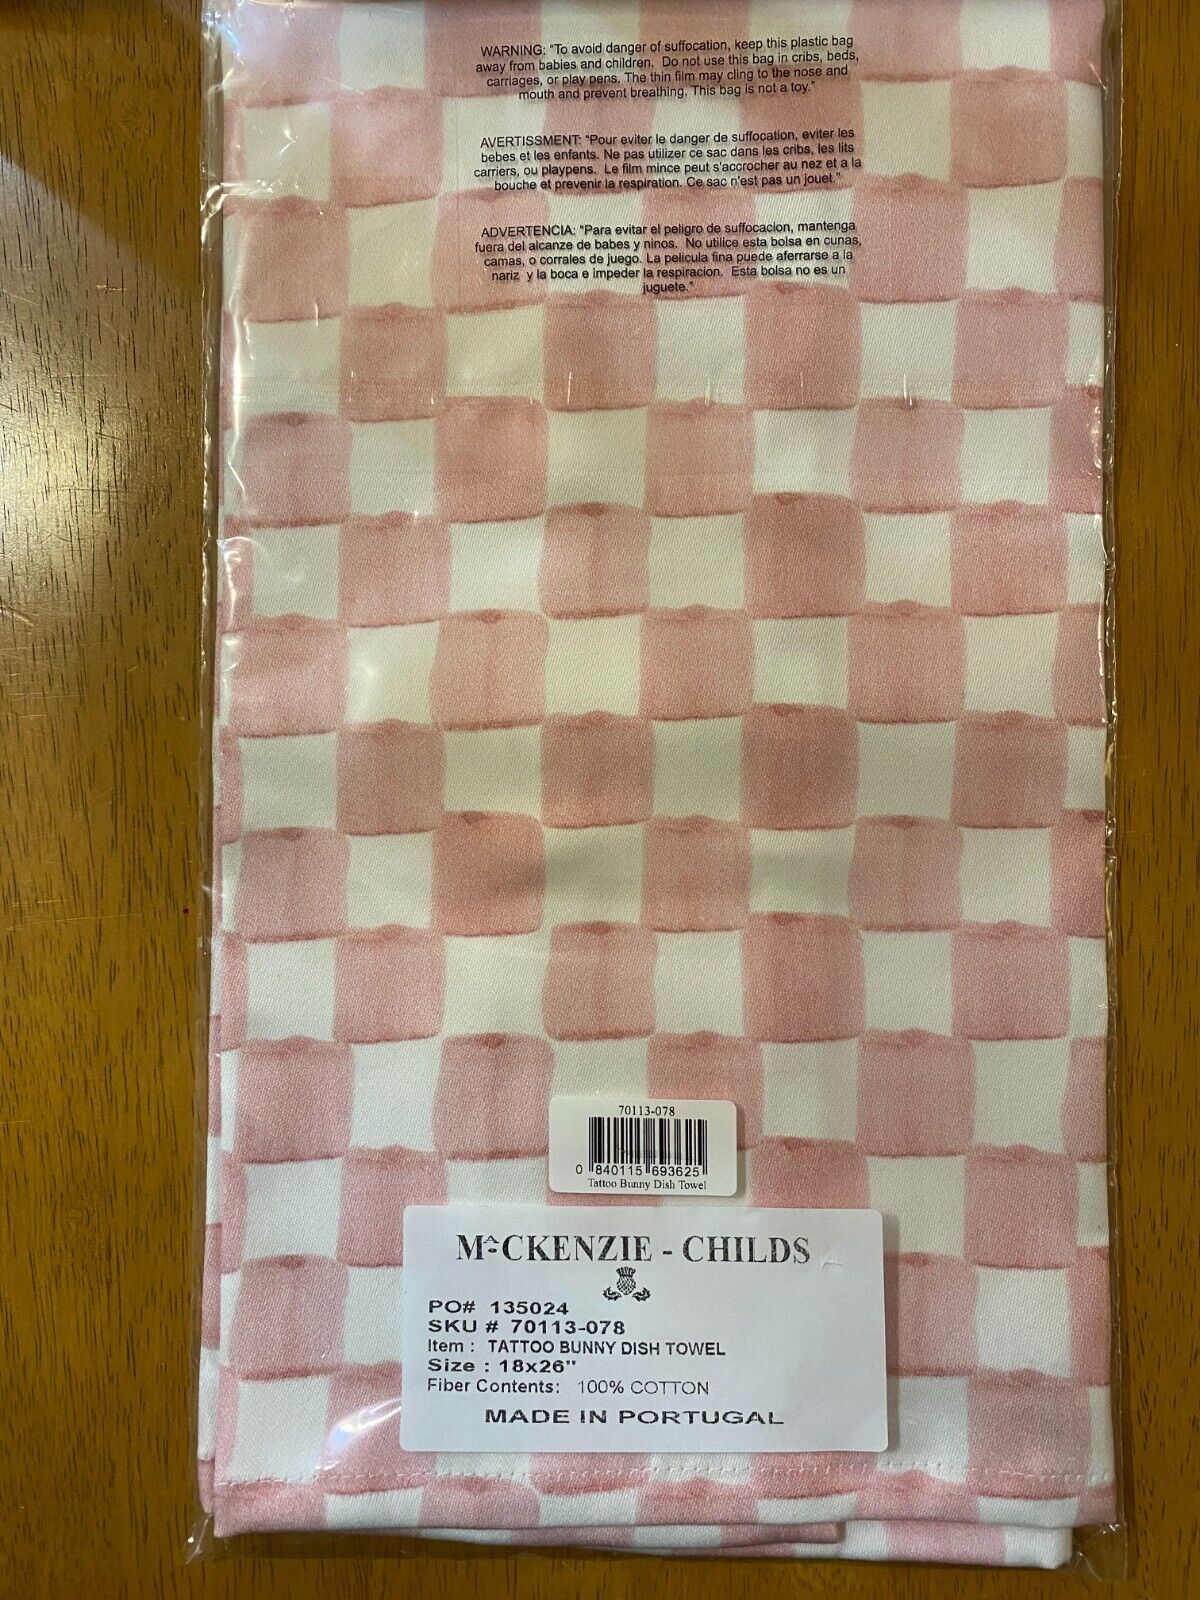 WARNING: "To avoid danger of suffocation, keep this plastic bag
away from babies and children. Do not use this bag in cribs, beds,
carriages, or play pens. The thin film may cling to the nose and
mouth and prevent breathing. This bag is not a toy."
AVERTISSMENT: "Pour eviter le danger de suffocation, eviter les
bebes et les enfants. Ne pas utilizer ce sac dans les cribs, les lits
carriers, ou playpens. Le film mince peut s'accrocher au nez et a la
bouche et prevenir la respiration. Ce sac n'est pas un jouet."
ADVERTENCIA: "Para evitar el peligro de suffocacion, mantenga
fuera del alcanze de babes y ninos. No utilice esta bolsa en cunas,
camas, o corrales de juego. La pelicula fina puede aferrarse a la
nariz y la boca e impeder la respiracion. Esta bolsa no es un
juguete."
70113-078
0 840115 693625
Tattoo Bunny Dish Towel
MACKENZIE - CHILDS
PO# 135024
SKU # 70113-078
Item : TATTOO BUNNY DISH TOWEL
Size : 18x26"
Fiber Contents: 100% COTTON
MADE IN PORTUGAL